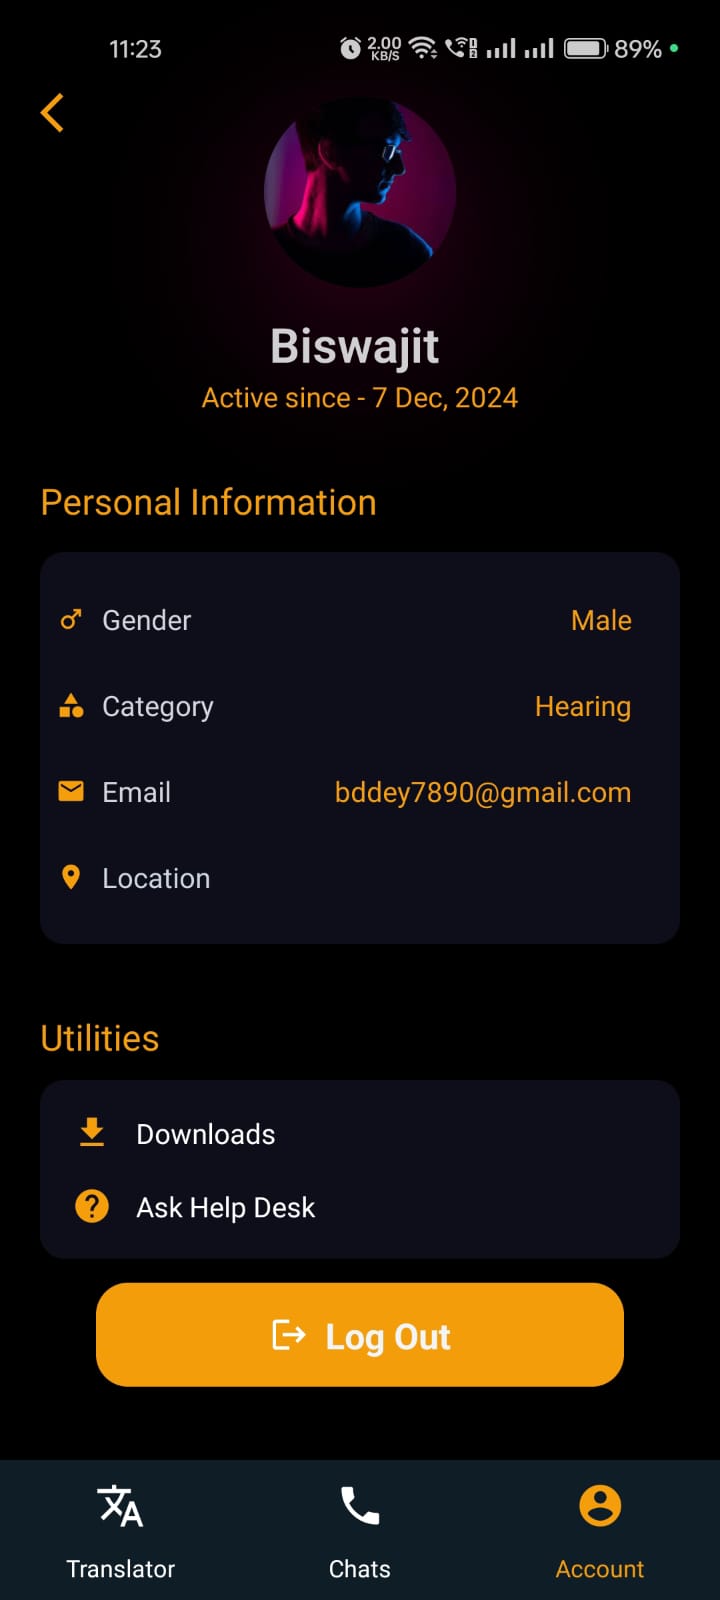 11:23 2.00 KB/S 89%
Biswajit
Active since - 7 Dec, 2024
Personal Information
Gender Male
Category Hearing
Email bddey7890@gmail.com
Location
Utilities
Downloads
Ask Help Desk
Log Out
Translator Chats Account